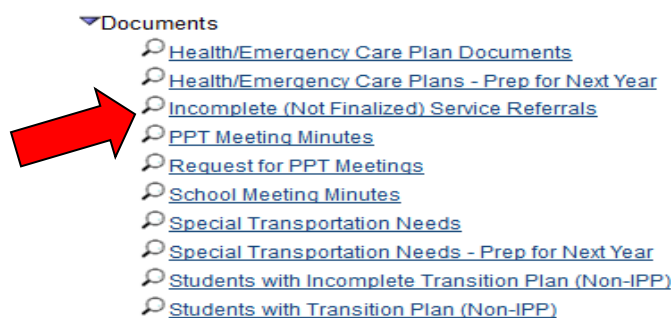 Documents
Health/Emergency Care Plan Documents
Health/Emergency Care Plans - Prep for Next Year
Incomplete (Not Finalized) Service Referrals
PPT Meeting Minutes
Request for PPT Meetings
School Meeting Minutes
Special Transportation Needs
Special Transportation Needs - Prep for Next Year
Students with Incomplete Transition Plan (Non-IPP)
Students with Transition Plan (Non-IPP)